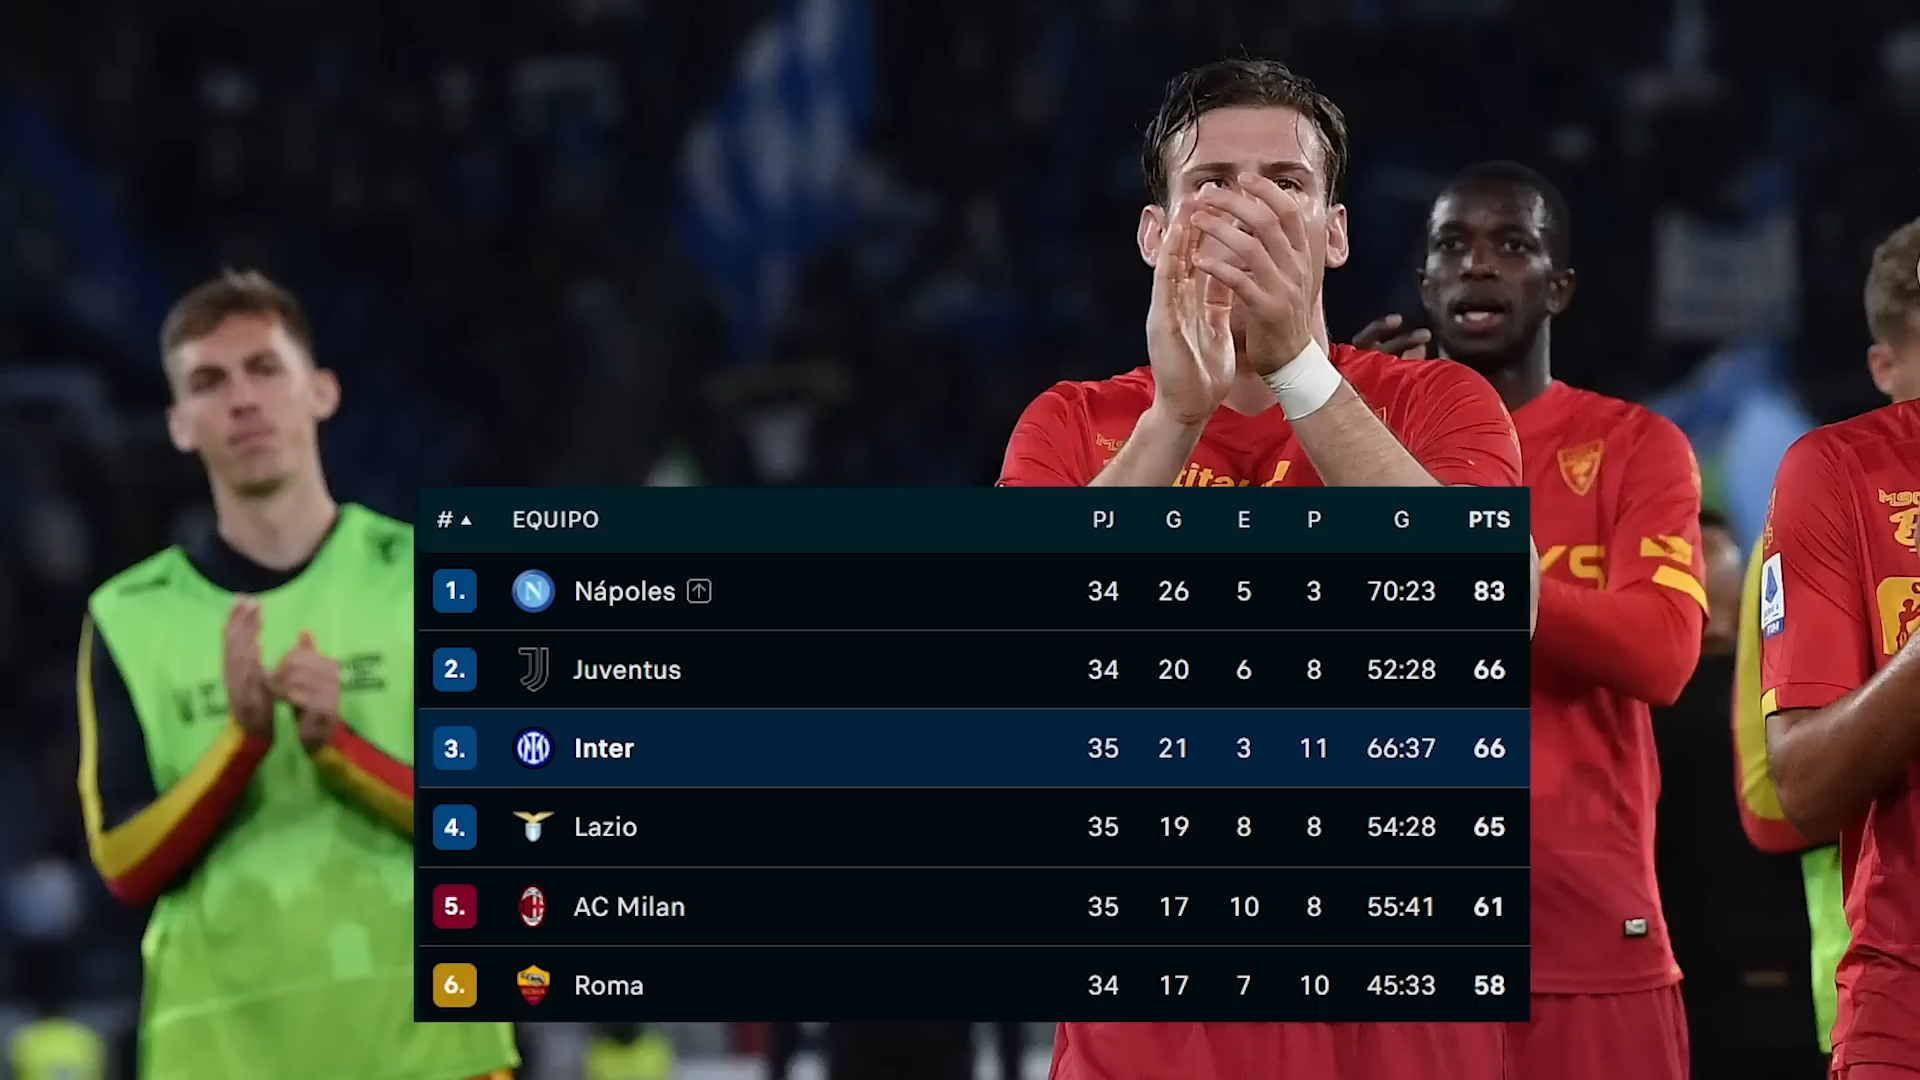 # ▲ EQUIPO PJ G E P G PTS
1. Nápoles 34 26 5 3 70:23 83
2. Juventus 34 20 6 8 52:28 66
3. Inter 35 21 3 11 66:37 66
4. Lazio 35 19 8 8 54:28 65
5. AC Milan 35 17 10 8 55:41 61
6. Roma 34 17 7 10 45:33 58